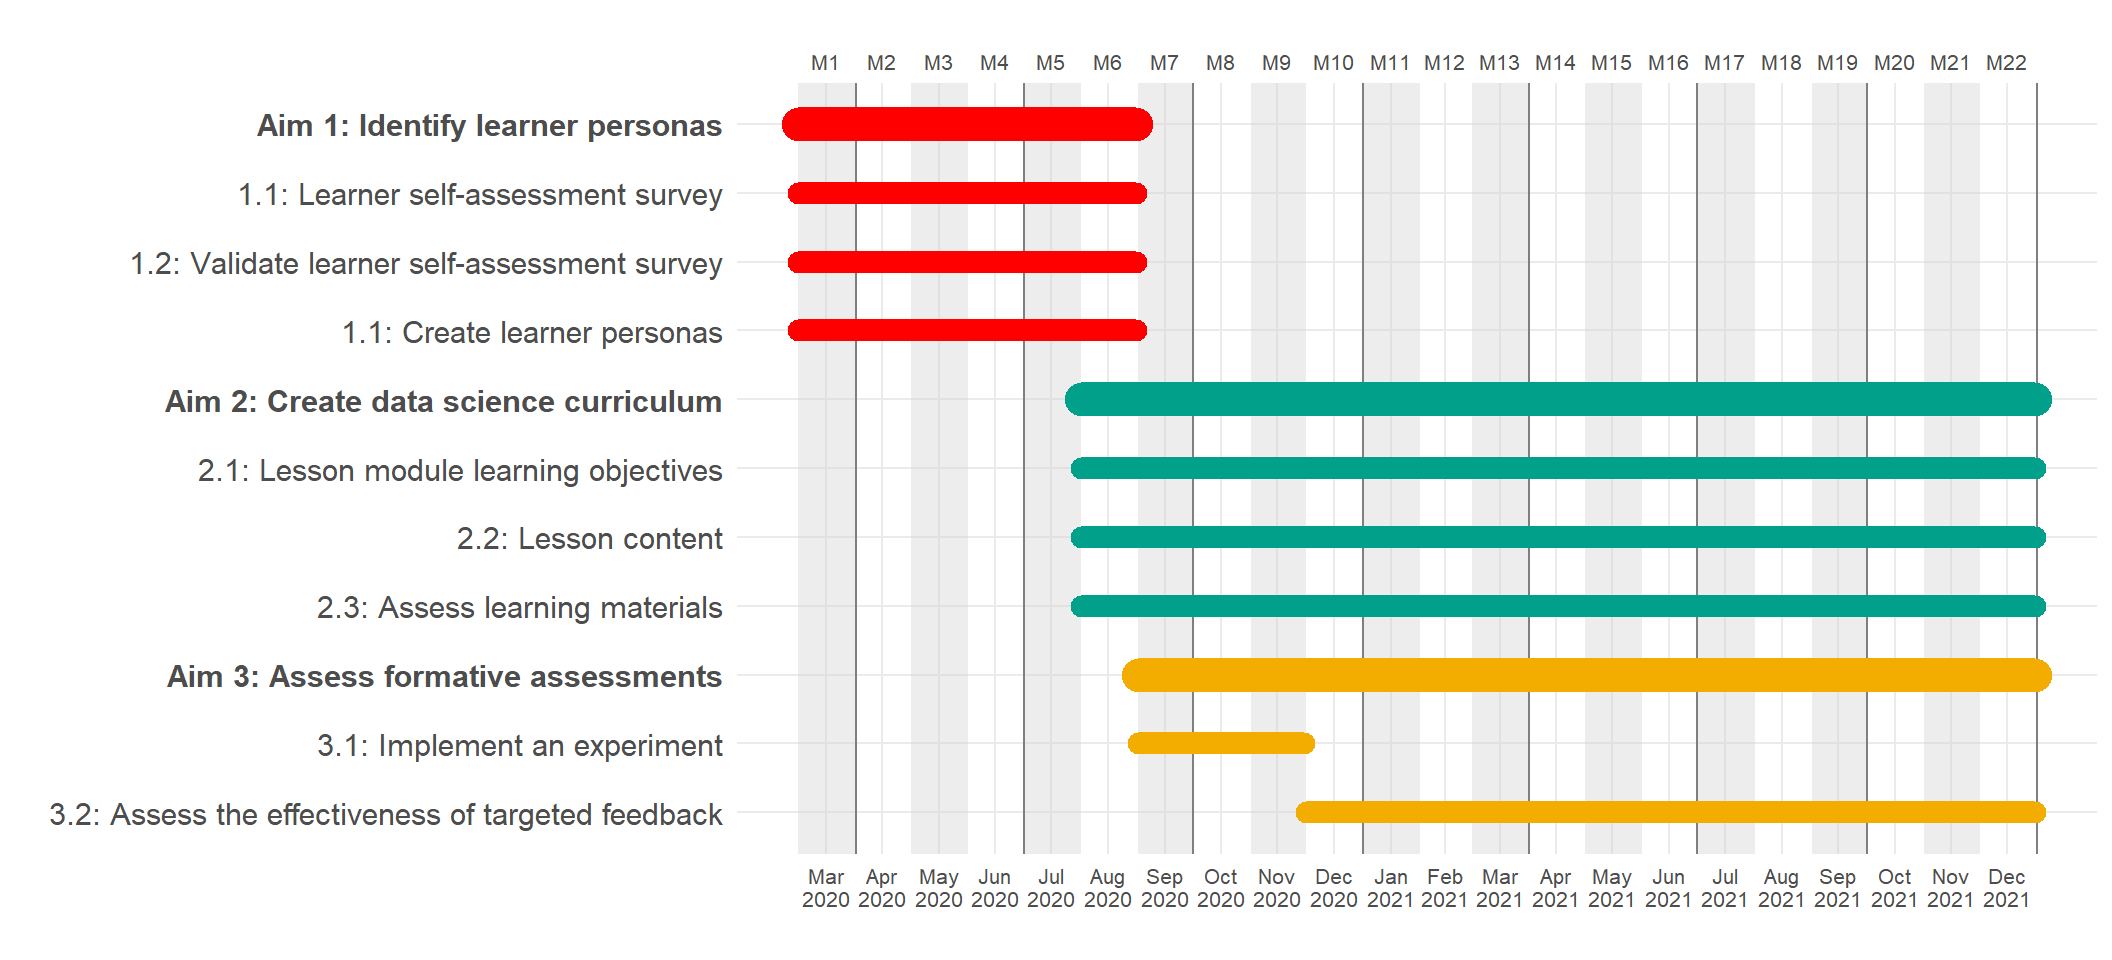 M1 M2 M3 M4 M5 M6 M7 M8 M9 M10 M11 M12 M13 M14 M15 M16 M17 M18 M19 M20 M21 M22
Aim 1: Identify learner personas
1.1: Learner self-assessment survey
1.2: Validate learner self-assessment survey
1.1: Create learner personas
Aim 2: Create data science curriculum
2.1: Lesson module learning objectives
2.2: Lesson content
2.3: Assess learning materials
Aim 3: Assess formative assessments
3.1: Implement an experiment
3.2: Assess the effectiveness of targeted feedback
Mar Apr May Jun Jul Aug Sep Oct Nov Dec Jan Feb Mar Apr May Jun Jul Aug Sep Oct Nov Dec
2020 2020 2020 2020 2020 2020 2020 2020 2020 2020 2021 2021 2021 2021 2021 2021 2021 2021 2021 2021 2021 2021